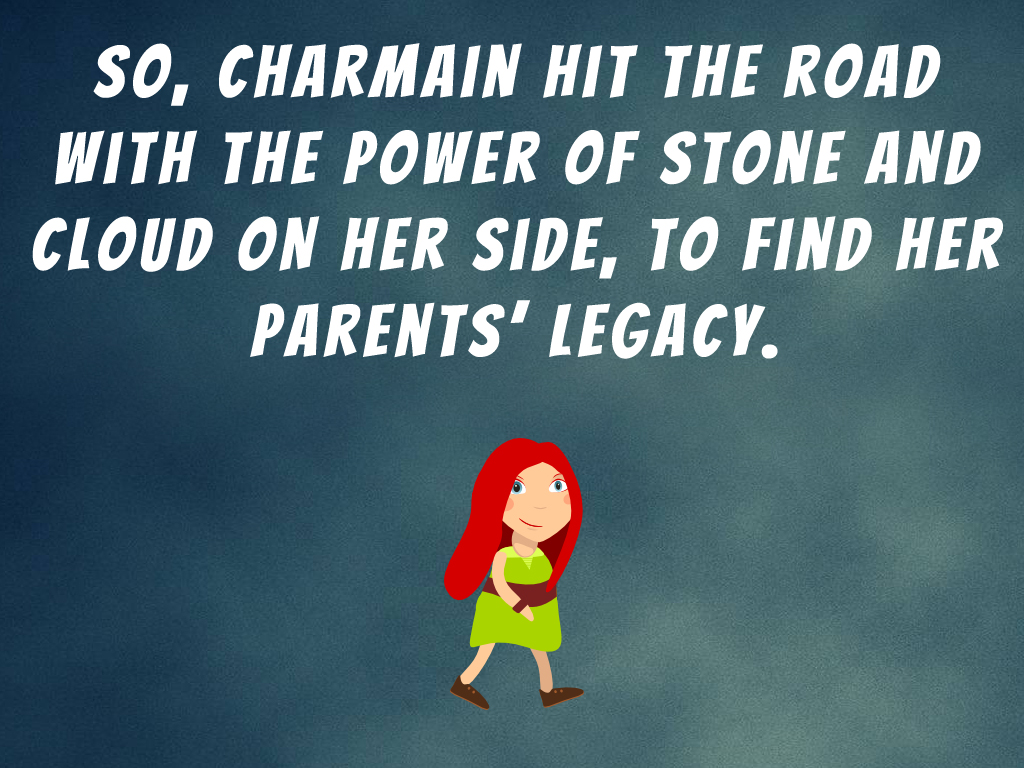 SO, CHARMAIN HIT THE ROAD
WITH THE POWER OF STONE AND
CLOUD ON HER SIDE, TO FIND HER
PARENTS' LEGACY.